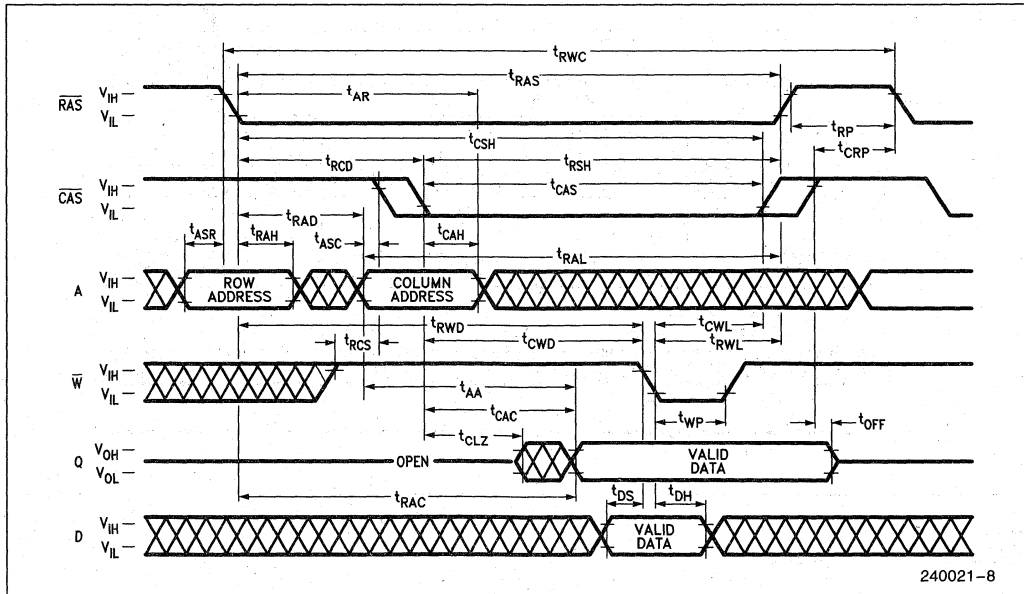 tRWC
tRAS
RAS
VIH
VIL
tAR
tRP
tCSH
tCRP
tRCD
tRSH
CAS
VIH
VIL
tCAS
tRAD
tASR
tRAH
tASC
tCAH
tRAL
A
VIH
VIL
ROW ADDRESS
COLUMN ADDRESS
tRWD
tCWL
tRCS
tCWD
tRWL
W
VIH
VIL
tAA
tCAC
tWP
tCLZ
tOFF
Q
VOH
VOL
OPEN
VALID DATA
tRAC
tDS
tDH
D
VIH
VIL
VALID DATA
240021-8